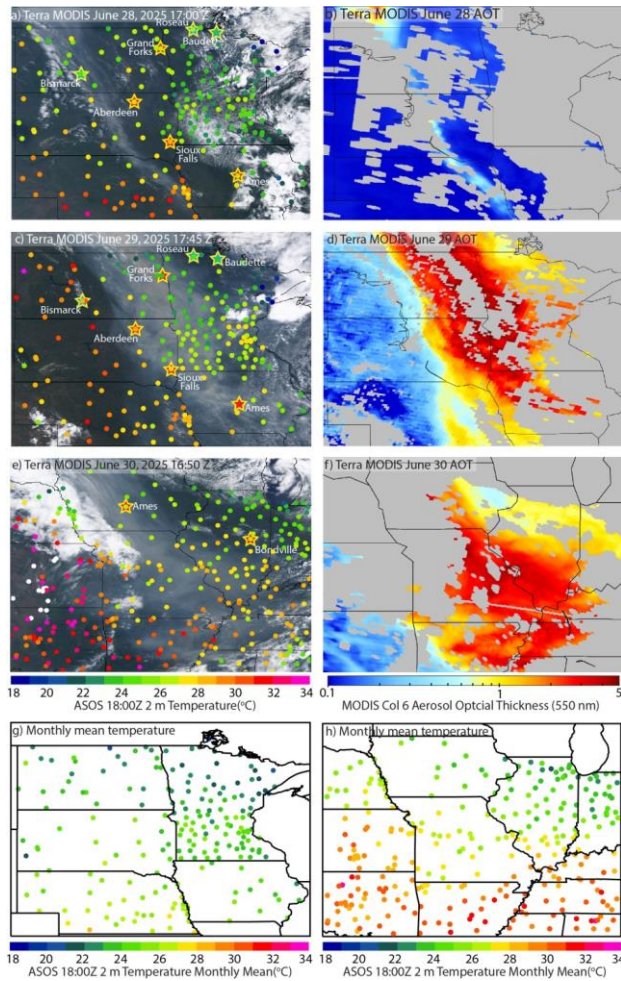 a) Terra MODIS June 28, 2025 17:00 Z
Roseau
Baudette
Grand
Forks
Bismarck
Aberdeen
Sioux
Falls
Ames
b) Terra MODIS June 28 AOT
c) Terra MODIS June 29, 2025 17:45 Z
Roseau
Baudette
Grand
Forks
Bismarck
Aberdeen
Sioux
Falls
Ames
d) Terra MODIS June 29 AOT
e) Terra MODIS June 30, 2025 16:50 Z
Ames
Bondville
f) Terra MODIS June 30 AOT
18 20 22 24 26 28 30 32 34
ASOS 18:00Z 2 m Temperature(°C)
0.1 1 5
MODIS Col 6 Aerosol Optcial Thickness (550 nm)
g) Monthly mean temperature
h) Monthly mean temperature
18 20 22 24 26 28 30 32 34
ASOS 18:00Z 2 m Temperature Monthly Mean(°C)
18 20 22 24 26 28 30 32 34
ASOS 18:00Z 2 m Temperature Monthly Mean(°C)